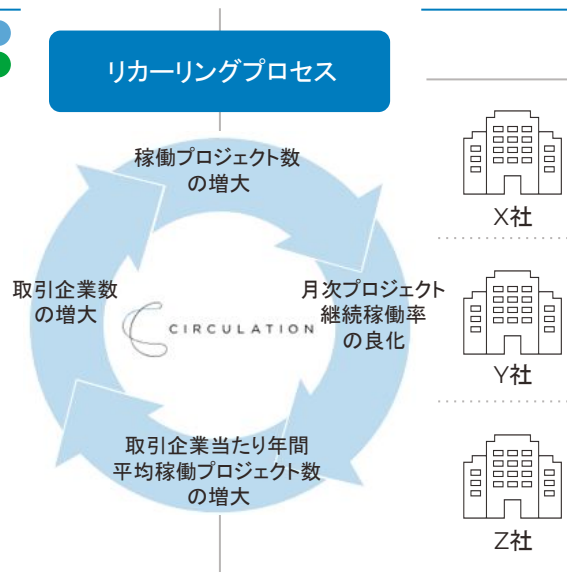 リカーリングプロセス
稼働プロジェクト数
の増大
取引企業数
の増大
月次プロジェクト
継続稼働率
の良化
CIRCULATION
取引企業当たり年間
平均稼働プロジェクト数
の増大
X社
Y社
Z社